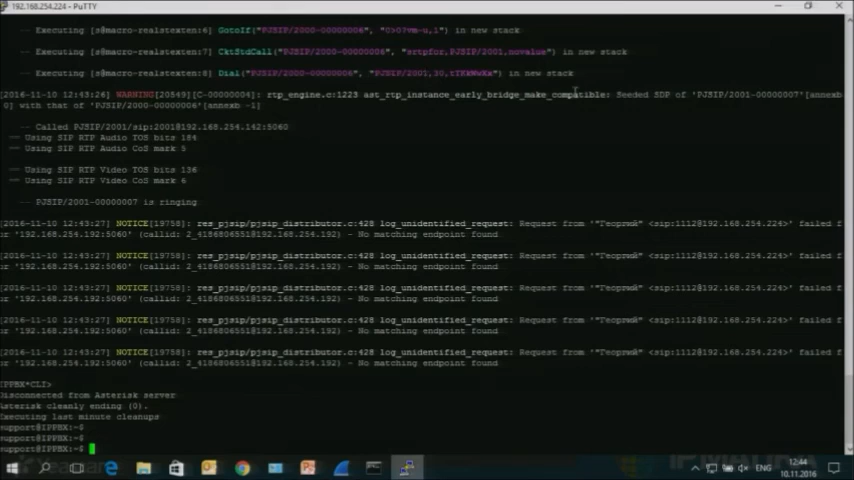 192.168.254.224 - PuTTY
-- Executing [s@macro-realstexten:6] GotoIf("PJSIP/2000-00000006", "0>0?vm-u,1") in new stack
-- Executing [s@macro-realstexten:7] CktStdCall("PJSIP/2000-00000006", "srtpfor,PJSIP/2001,novalue") in new stack
-- Executing [s@macro-realstexten:8] Dial("PJSIP/2000-00000006", "PJSIP/2001,30,tTKkWwXx") in new stack
[2016-11-10 12:43:26] WARNING[20549][C-00000004]: rtp_engine.c:1223 ast_rtp_instance_early_bridge_make_compatible: Seeded SDP of 'PJSIP/2001-00000007'[annexb
0] with that of 'PJSIP/2000-00000006'[annexb -1]
-- Called PJSIP/2001/sip:2001@192.168.254.142:5060
== Using SIP RTP Audio TOS bits 184
== Using SIP RTP Audio CoS mark 5
== Using SIP RTP Video TOS bits 136
== Using SIP RTP Video CoS mark 6
-- PJSIP/2001-00000007 is ringing
[2016-11-10 12:43:27] NOTICE[19758]: res_pjsip/pjsip_distributor.c:428 log_unidentified_request: Request from '"Георгий" <sip:1112@192.168.254.224>' failed f
or '192.168.254.192:5060' (callid: 2_4186806551@192.168.254.192) - No matching endpoint found
[2016-11-10 12:43:27] NOTICE[19758]: res_pjsip/pjsip_distributor.c:428 log_unidentified_request: Request from '"Георгий" <sip:1112@192.168.254.224>' failed f
or '192.168.254.192:5060' (callid: 2_4186806551@192.168.254.192) - No matching endpoint found
[2016-11-10 12:43:27] NOTICE[19758]: res_pjsip/pjsip_distributor.c:428 log_unidentified_request: Request from '"Георгий" <sip:1112@192.168.254.224>' failed f
or '192.168.254.192:5060' (callid: 2_4186806551@192.168.254.192) - No matching endpoint found
[2016-11-10 12:43:27] NOTICE[19758]: res_pjsip/pjsip_distributor.c:428 log_unidentified_request: Request from '"Георгий" <sip:1112@192.168.254.224>' failed f
or '192.168.254.192:5060' (callid: 2_4186806551@192.168.254.192) - No matching endpoint found
[2016-11-10 12:43:27] NOTICE[19758]: res_pjsip/pjsip_distributor.c:428 log_unidentified_request: Request from '"Георгий" <sip:1112@192.168.254.224>' failed f
or '192.168.254.192:5060' (callid: 2_4186806551@192.168.254.192) - No matching endpoint found
IPPBX*CLI>
Disconnected from Asterisk server
Asterisk cleanly ending (0).
Executing last minute cleanups
support@IPPBX:~$
support@IPPBX:~$
support@IPPBX:~$
ENG
12:44
10.11.2016